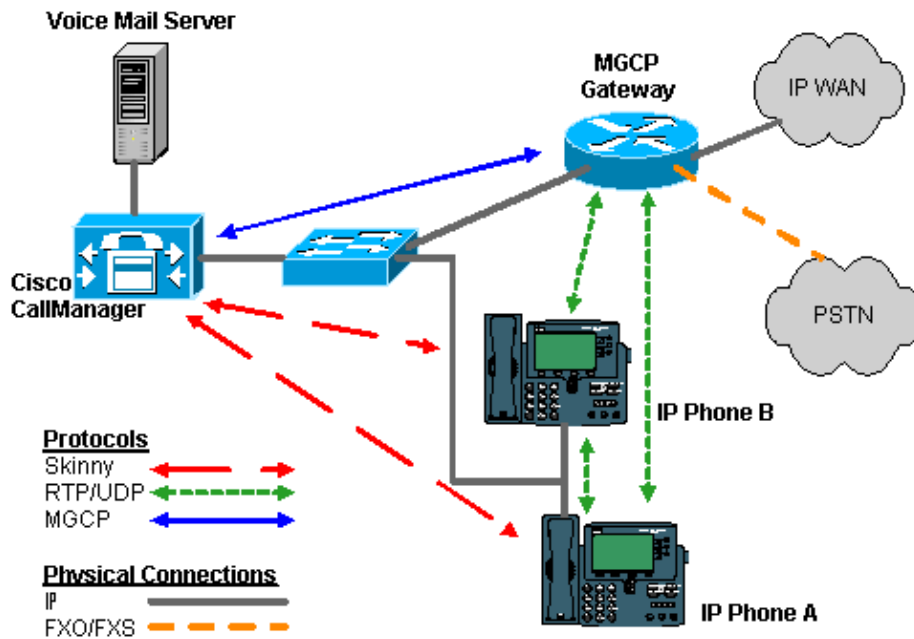 Voice Mail Server
MGCP
Gateway
IP WAN
Cisco
CallManager
PSTN
IP Phone B
Protocols
Skinny
RTP/UDP
MGCP
Physical Connections
IP
FXO/FXS
IP Phone A